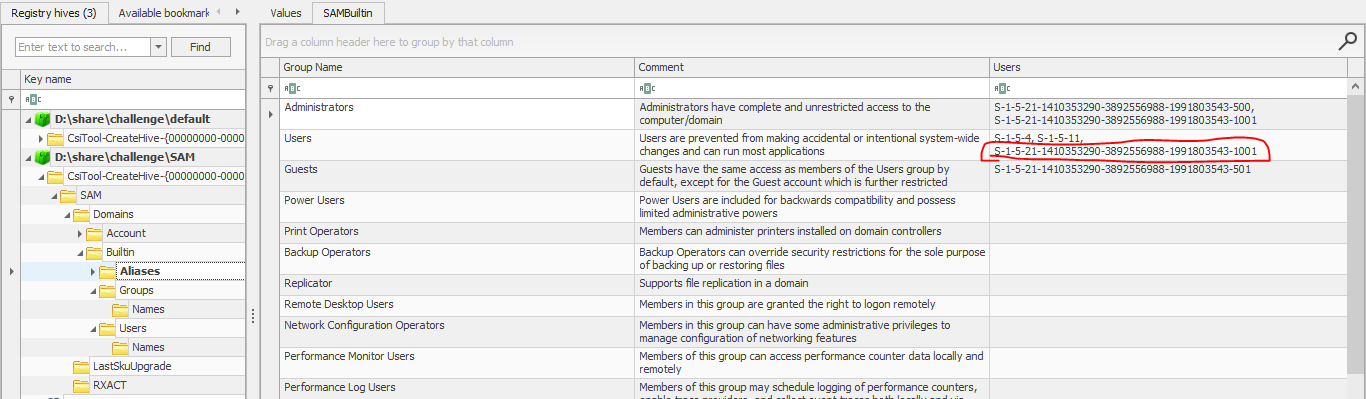 Registry hives (3)
Available bookmark
Values
SAMBuiltin
Enter text to search...
Find
Drag a column header here to group by that column
Key name
Group Name
Comment
Users
D:\share\challenge\default
CsiTool-CreateHive-{00000000-0000
D:\share\challenge\SAM
CsiTool-CreateHive-{00000000-0000
SAM
Domains
Account
Builtin
Aliases
Groups
Names
Users
Names
LastSkuUpgrade
RXACT
Administrators
Administrators have complete and unrestricted access to the
computer/domain
S-1-5-21-1410353290-3892556988-1991803543-500,
S-1-5-21-1410353290-3892556988-1991803543-1001
Users
Users are prevented from making accidental or intentional system-wide
changes and can run most applications
S-1-5-4, S-1-5-11,
S-1-5-21-1410353290-3892556988-1991803543-1001
Guests
Guests have the same access as members of the Users group by
default, except for the Guest account which is further restricted
S-1-5-21-1410353290-3892556988-1991803543-501
Power Users
Power Users are included for backwards compatibility and possess
limited administrative powers
Print Operators
Members can administer printers installed on domain controllers
Backup Operators
Backup Operators can override security restrictions for the sole purpose
of backing up or restoring files
Replicator
Supports file replication in a domain
Remote Desktop Users
Members in this group are granted the right to logon remotely
Network Configuration Operators
Members in this group can have some administrative privileges to
manage configuration of networking features
Performance Monitor Users
Members of this group can access performance counter data locally and
remotely
Performance Log Users
Members of this group may schedule logging of performance counters,